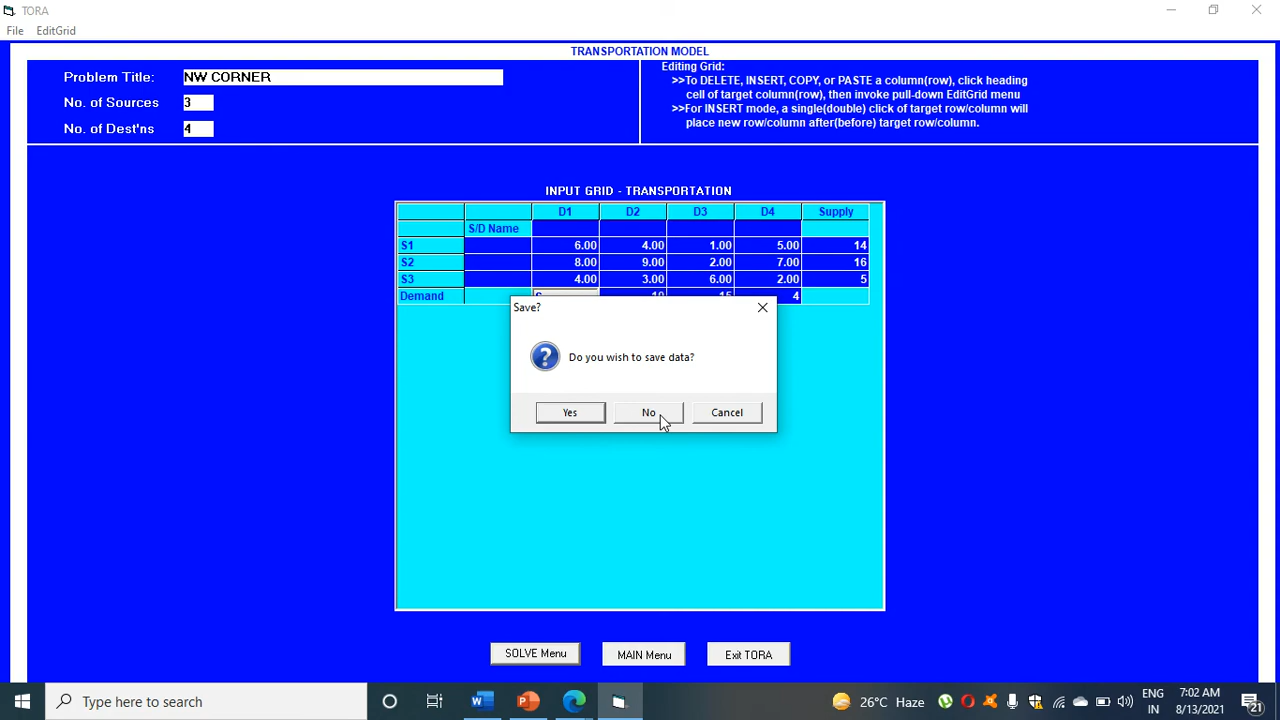 TORA
File EditGrid
TRANSPORTATION MODEL
Problem Title: NW CORNER
No. of Sources 3
No. of Dest'ns 4
Editing Grid:
>>To DELETE, INSERT, COPY, or PASTE a column(row), click heading
cell of target column(row), then invoke pull-down EditGrid menu
>>For INSERT mode, a single(double) click of target row/column will
place new row/column after(before) target row/column.
INPUT GRID - TRANSPORTATION
D1 D2 D3 D4 Supply
S/D Name
S1 6.00 4.00 1.00 5.00 14
S2 8.00 9.00 2.00 7.00 16
S3 4.00 3.00 6.00 2.00 5
Demand 10 15 4
Save?
Do you wish to save data?
Yes No Cancel
SOLVE Menu MAIN Menu Exit TORA
Type here to search
26°C Haze
ENG
IN
7:02 AM
8/13/2021
21